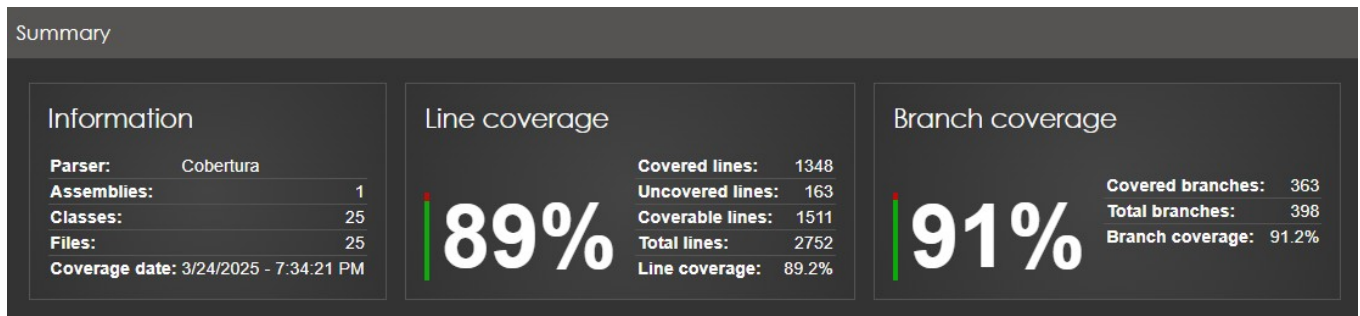 Summary
Information
Parser: Cobertura
Assemblies: 1
Classes: 25
Files: 25
Coverage date: 3/24/2025 - 7:34:21 PM
Line coverage
89%
Covered lines: 1348
Uncovered lines: 163
Coverable lines: 1511
Total lines: 2752
Line coverage: 89.2%
Branch coverage
91%
Covered branches: 363
Total branches: 398
Branch coverage: 91.2%